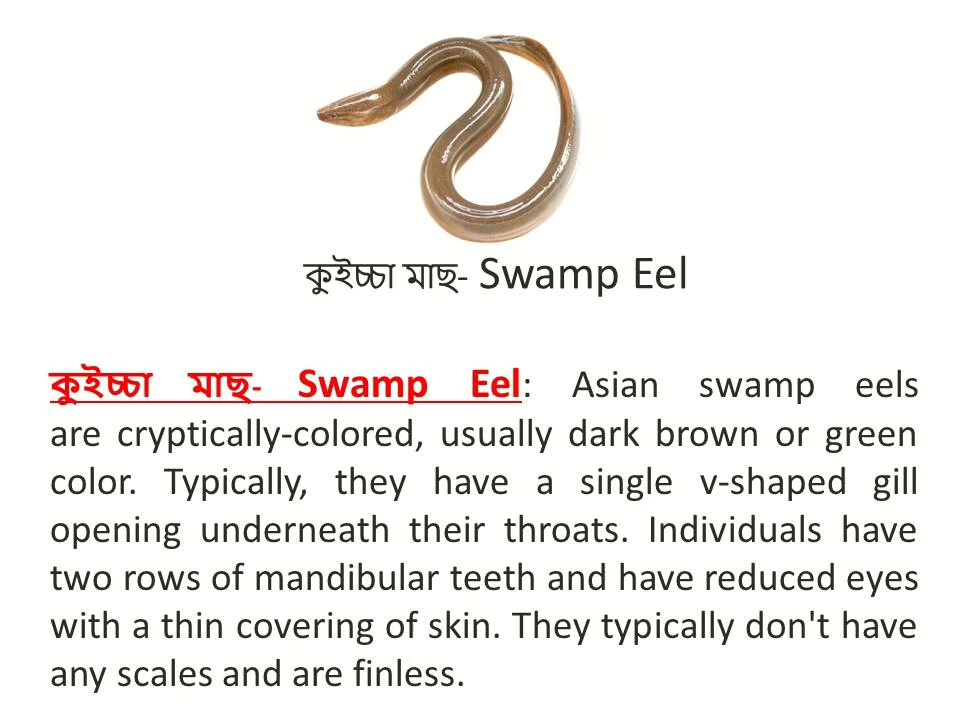 কুইচ্চা মাছ- Swamp Eel
কুইচ্চা মাছ- Swamp Eel: Asian swamp eels
are cryptically-colored, usually dark brown or green
color. Typically, they have a single v-shaped gill
opening underneath their throats. Individuals have
two rows of mandibular teeth and have reduced eyes
with a thin covering of skin. They typically don't have
any scales and are finless.